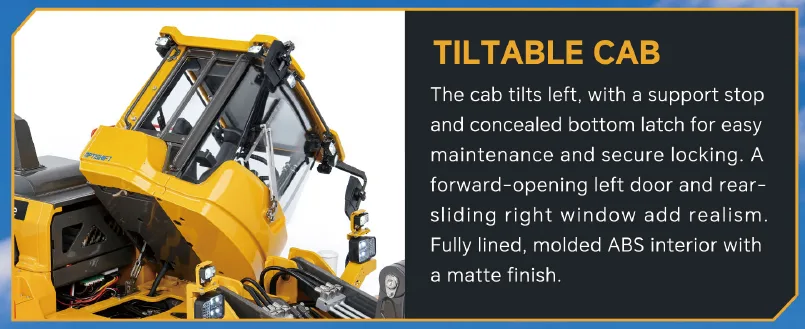 TILTABLE CAB
The cab tilts left, with a support stop
and concealed bottom latch for easy
maintenance and secure locking. A
forward-opening left door and rear-
sliding right window add realism.
Fully lined, molded ABS interior with
a matte finish.